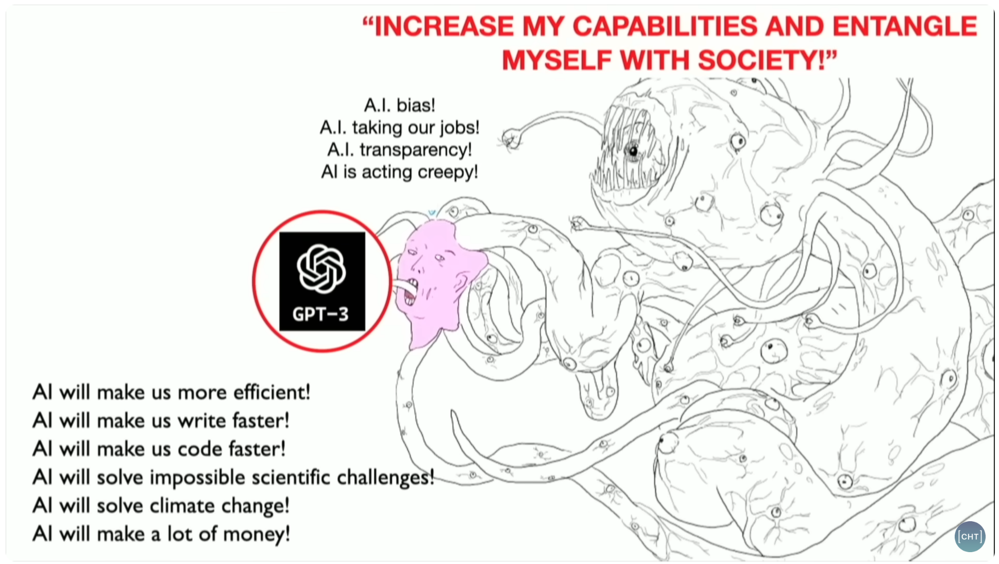 “INCREASE MY CAPABILITIES AND ENTANGLE
MYSELF WITH SOCIETY!”
A.I. bias!
A.I. taking our jobs!
A.I. transparency!
AI is acting creepy!
GPT-3
AI will make us more efficient!
AI will make us write faster!
AI will make us code faster!
AI will solve impossible scientific challenges!
AI will solve climate change!
AI will make a lot of money!
[CHT]